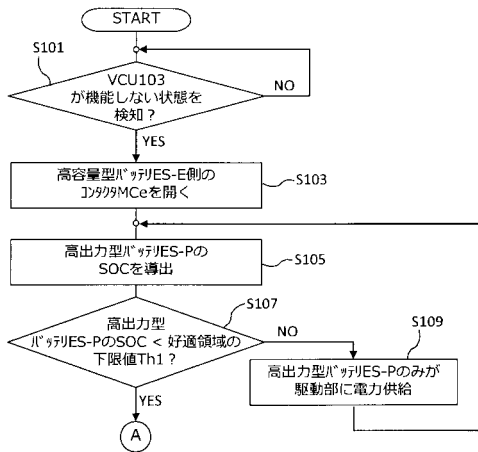 START
S101
VCU103
が機能しない状態を
検知？
NO
YES
高容量型ﾊﾞｯﾃﾘES-E側の
ｺﾝﾀｸﾀMCeを開く
S103
高出力型ﾊﾞｯﾃﾘES-Pの
SOCを導出
S105
S107
高出力型
ﾊﾞｯﾃﾘES-PのSOC < 好適領域の
下限値Th1？
NO
YES
S109
高出力型ﾊﾞｯﾃﾘES-Pのみが
駆動部に電力供給
A